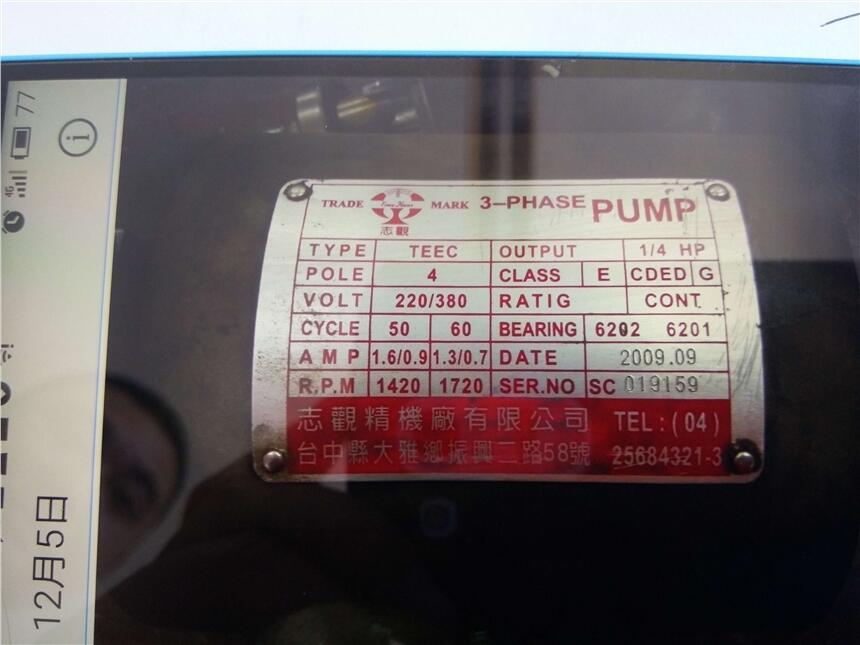 TRADE MARK 3-PHASE PUMP
志觀
TYPE TEEC OUTPUT 1/4 HP
POLE 4 CLASS E CDED G
VOLT 220/380 RATIG CONT
CYCLE 50 60 BEARING 6202 6201
AMP 1.6/0.9 1.3/0.7 DATE 2009.09
R.P.M 1420 1720 SER.NO SC 019159
志觀精機廠有限公司 TEL:(04)
台中縣大雅鄉振興二路58號 25684321-3
77
4G
12月5日